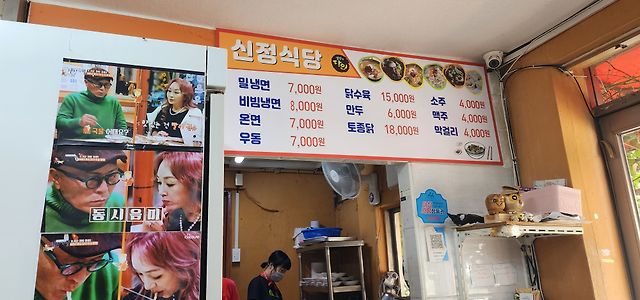 신정식당
밀냉면 7,000원
비빔냉면 8,000원
온면 7,000원
우동 7,000원
닭수육 15,000원
만두 6,000원
토종닭 18,000원
소주 4,000원
맥주 4,000원
막걸리 4,000원
동시음미